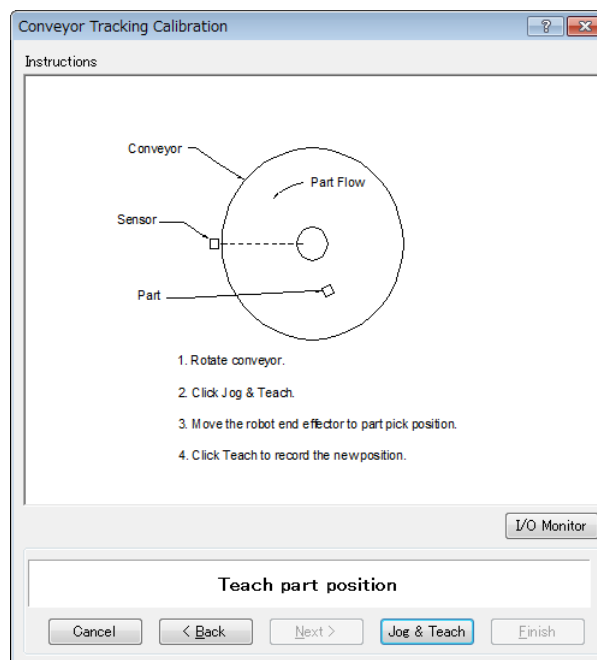 Conveyor Tracking Calibration
Instructions
Conveyor
Part Flow
Sensor
Part
1. Rotate conveyor.
2. Click Jog & Teach.
3. Move the robot end effector to part pick position.
4. Click Teach to record the new position.
I/O Monitor
Teach part position
Cancel < Back Next > Jog & Teach Finish